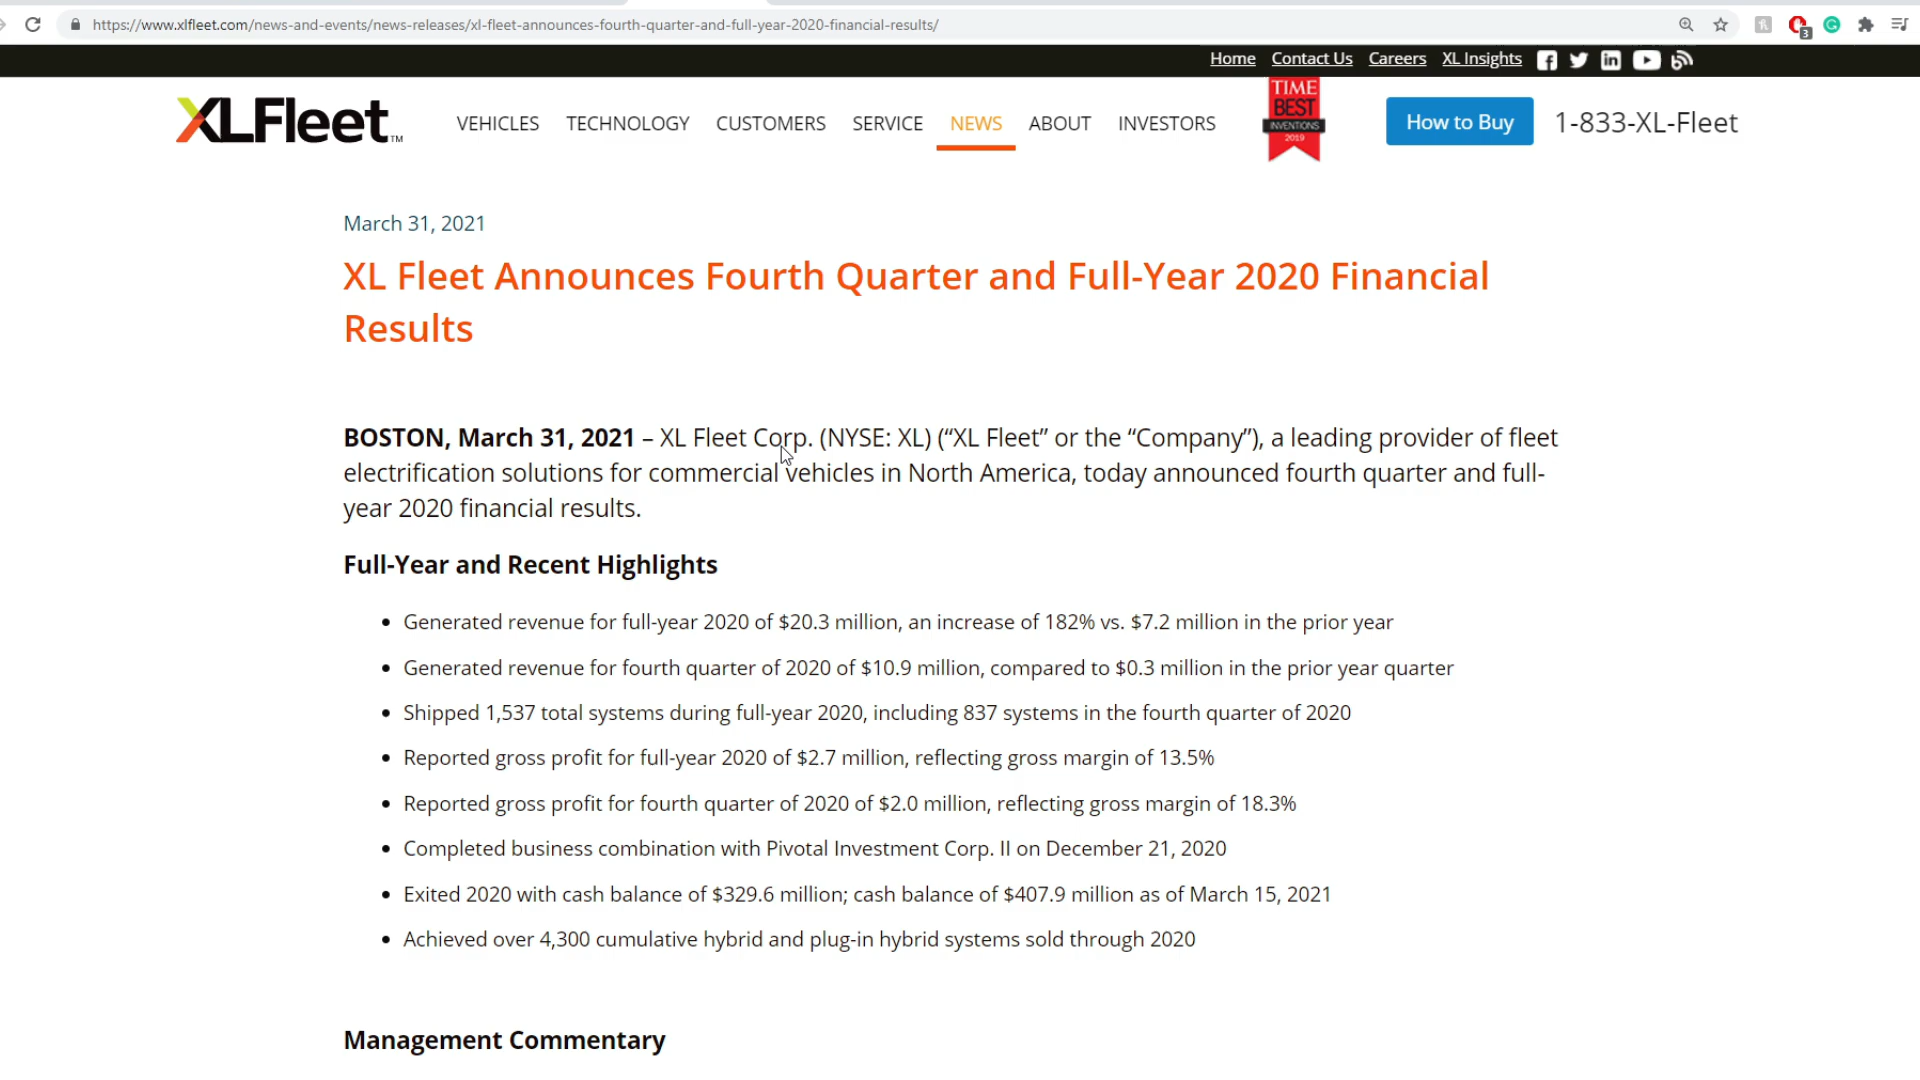 https://www.xlfleet.com/news-and-events/news-releases/xl-fleet-announces-fourth-quarter-and-full-year-2020-financial-results/
3
Home Contact Us Careers XL Insights
XLFleet™
VEHICLES TECHNOLOGY CUSTOMERS SERVICE NEWS ABOUT INVESTORS
TIME
BEST
INVENTIONS
2019
How to Buy
1-833-XL-Fleet
March 31, 2021
XL Fleet Announces Fourth Quarter and Full-Year 2020 Financial
Results
BOSTON, March 31, 2021 – XL Fleet Corp. (NYSE: XL) (“XL Fleet” or the “Company”), a leading provider of fleet
electrification solutions for commercial vehicles in North America, today announced fourth quarter and full-
year 2020 financial results.
Full-Year and Recent Highlights
• Generated revenue for full-year 2020 of $20.3 million, an increase of 182% vs. $7.2 million in the prior year
• Generated revenue for fourth quarter of 2020 of $10.9 million, compared to $0.3 million in the prior year quarter
• Shipped 1,537 total systems during full-year 2020, including 837 systems in the fourth quarter of 2020
• Reported gross profit for full-year 2020 of $2.7 million, reflecting gross margin of 13.5%
• Reported gross profit for fourth quarter of 2020 of $2.0 million, reflecting gross margin of 18.3%
• Completed business combination with Pivotal Investment Corp. II on December 21, 2020
• Exited 2020 with cash balance of $329.6 million; cash balance of $407.9 million as of March 15, 2021
• Achieved over 4,300 cumulative hybrid and plug-in hybrid systems sold through 2020
Management Commentary